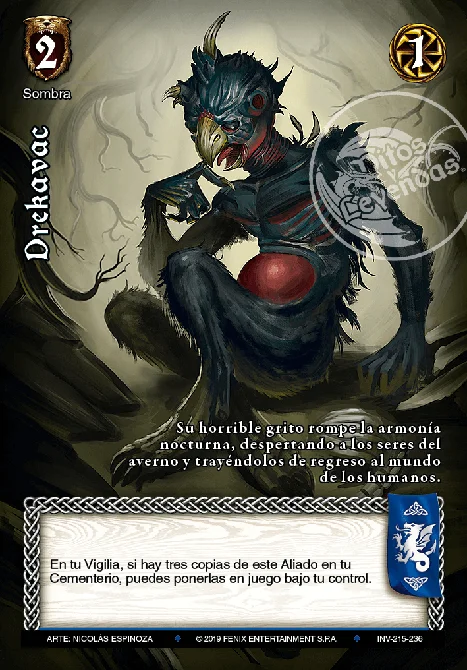 2
1
Sombra
Drekavac
Mitos
y
Leyendas.
Su horrible grito rompe la armonía
nocturna, despertando a los seres del
averno y trayéndolos de regreso al mundo
de los humanos.
En tu Vigilia, si hay tres copias de este Aliado en tu
Cementerio, puedes ponerlas en juego bajo tu control.
ARTE: NICOLÁS ESPINOZA © 2019 FENIX ENTERTAINMENT S.P.A. INV-215-236